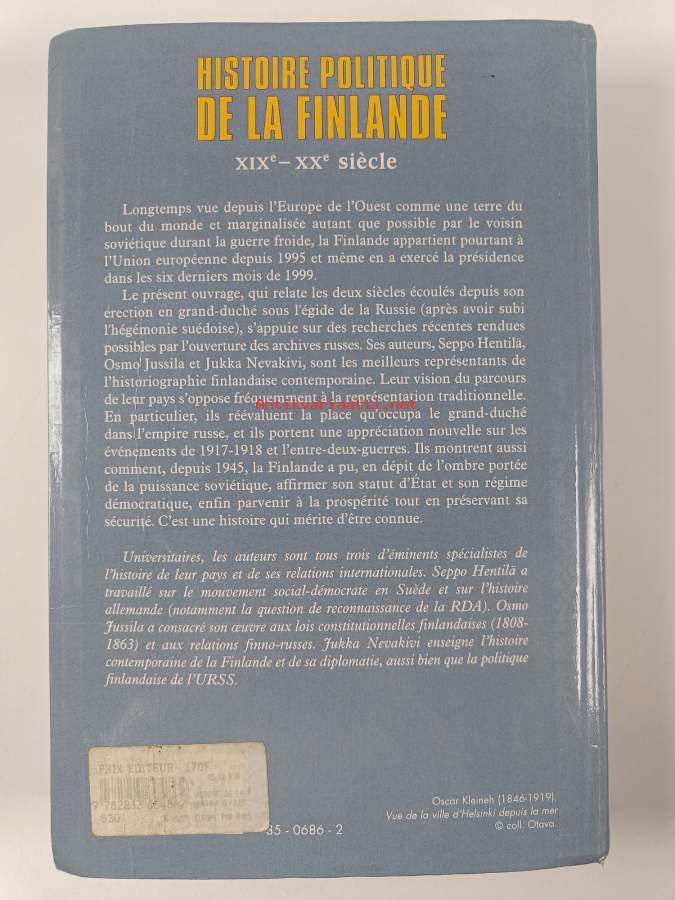 HISTOIRE POLITIQUE
DE LA FINLANDE
XIXe – XXe siècle
Longtemps vue depuis l'Europe de l'Ouest comme une terre du
bout du monde et marginalisée autant que possible par le voisin
soviétique durant la guerre froide, la Finlande appartient pourtant à
l'Union européenne depuis 1995 et même en a exercé la présidence
dans les six derniers mois de 1999.
Le présent ouvrage, qui relate les deux siècles écoulés depuis son
érection en grand-duché sous l'égide de la Russie (après avoir subi
l'hégémonie suédoise), s'appuie sur des recherches récentes rendues
possibles par l'ouverture des archives russes. Ses auteurs, Seppo Hentilä,
Osmo Jussila et Jukka Nevakivi, sont les meilleurs représentants de
l'historiographie finlandaise contemporaine. Leur vision du parcours
de leur pays s'oppose fréquemment à la représentation traditionnelle.
Antikvariaatti.net
En particulier, ils réévaluent la place qu'occupa le grand-duché
dans l'empire russe, et ils portent une appréciation nouvelle sur les
événements de 1917-1918 et l'entre-deux-guerres. Ils montrent aussi
comment, depuis 1945, la Finlande a pu, en dépit de l'ombre portée
de la puissance soviétique, affirmer son statut d'État et son régime
démocratique, enfin parvenir à la prospérité tout en préservant sa
sécurité. C'est une histoire qui mérite d'être connue.
Universitaires, les auteurs sont tous trois d'éminents spécialistes de
l'histoire de leur pays et de ses relations internationales. Seppo Hentilä a
travaillé sur le mouvement social-démocrate en Suède et sur l'histoire
allemande (notamment la question de reconnaissance de la RDA). Osmo
Jussila a consacré son œuvre aux lois constitutionnelles finlandaises (1808-
1863) et aux relations finno-russes. Jukka Nevakivi enseigne l'histoire
contemporaine de la Finlande et de sa diplomatie, aussi bien que la politique
finlandaise de l'URSS.
PRIX EDITEUR 170F
530
35 - 0686 - 2
Oscar Kleineh (1846-1919),
Vue de la ville d'Helsinki depuis la mer
© coll. Otava.